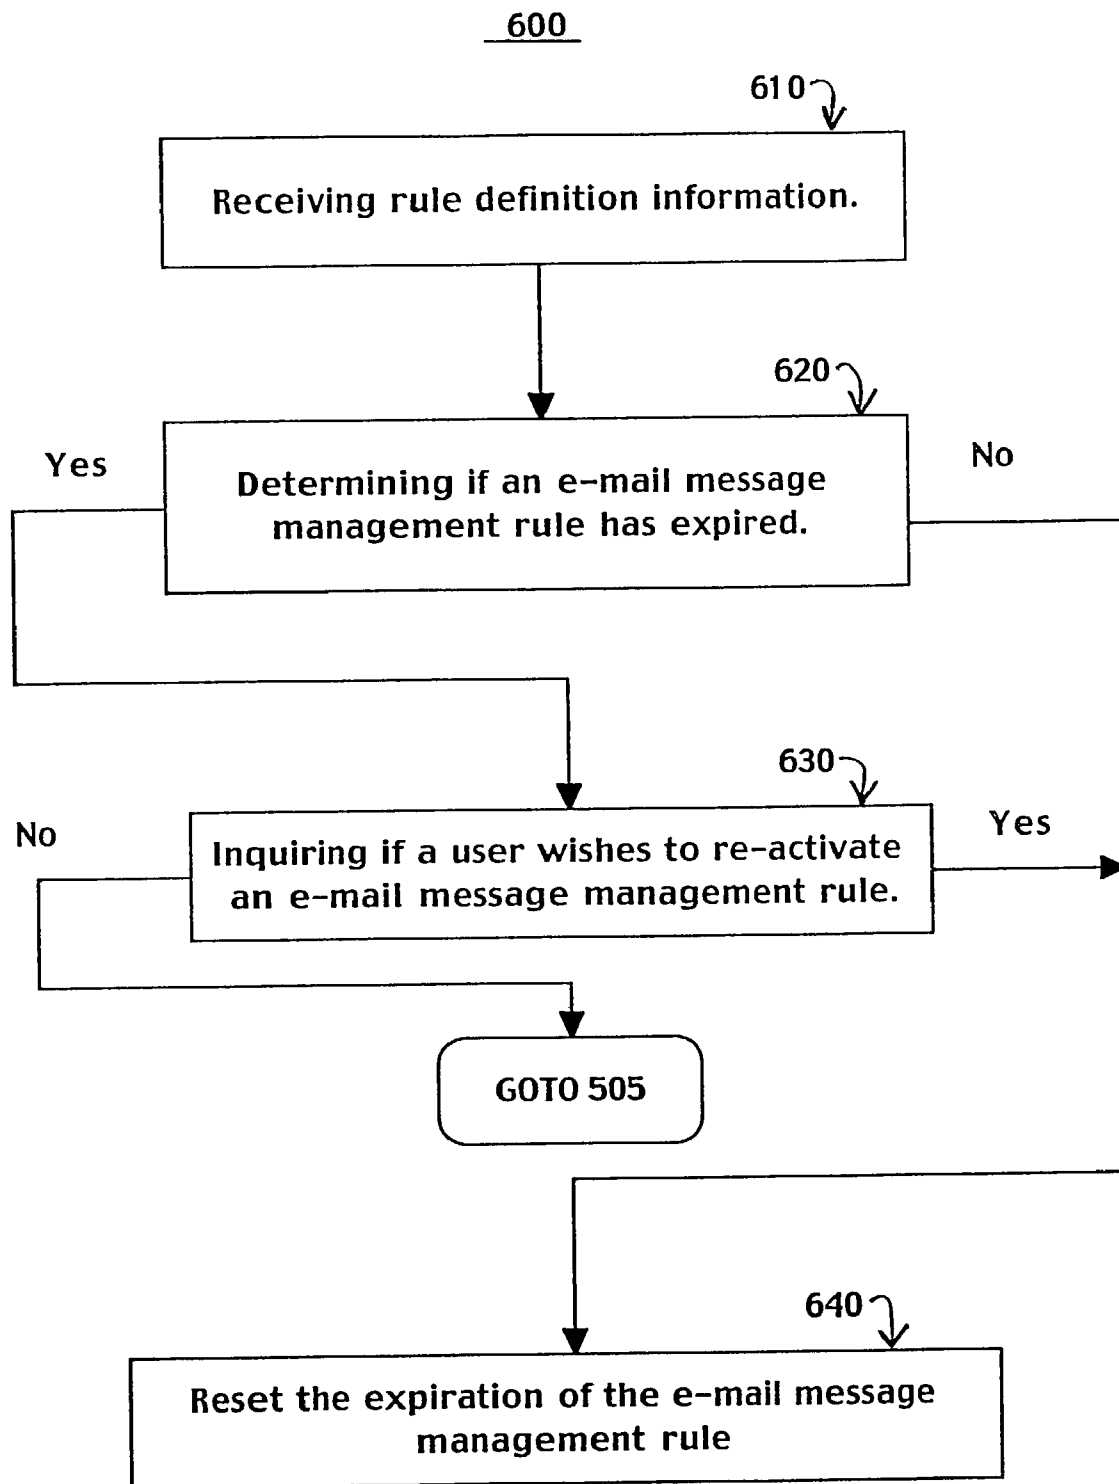 600
610
Receiving rule definition information.
620
Yes
No
Determining if an e-mail message
management rule has expired.
630
No
Yes
Inquiring if a user wishes to re-activate
an e-mail message management rule.
GOTO 505
640
Reset the expiration of the e-mail message
management rule